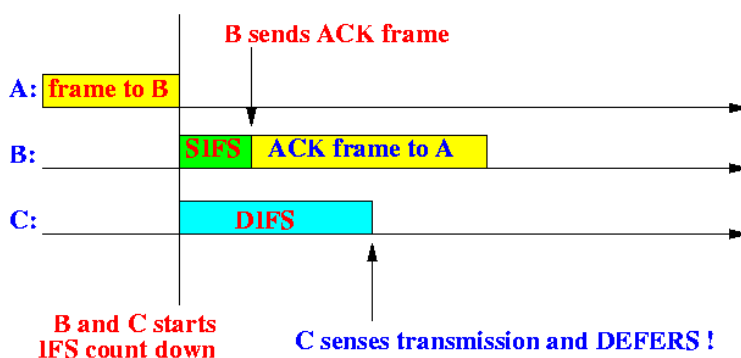 B sends ACK frame
A: frame to B
B: SIFS ACK frame to A
C: DIFS
B and C starts
IFS count down
C senses transmission and DEFERS !